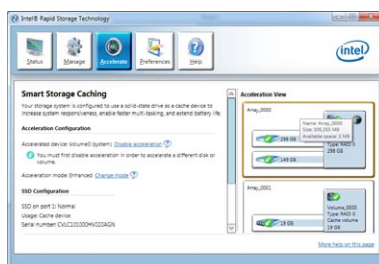 Intel® Rapid Storage Technology
Status
Manage
Accelerate
Preferences
Help
intel
Smart Storage Caching
Your storage system is configured to use a solid-state drive as a cache device to
increase system responsiveness, enable faster multi-tasking, and extend battery life.
Acceleration Configuration
Accelerated device: Volume0 (system) Disable acceleration
You must first disable acceleration in order to accelerate a different disk or
volume.
Acceleration mode: Enhanced Change mode
SSD Configuration
SSD on port 1: Normal
Usage: Cache device
Acceleration View
Array_0000
Name: Array_0000
Size: 305,255 MB
Available space: 3 MB
298 GB
Type: RAID 0
298 GB
149 GB
Array_0001
Volume_0000
Type: RAID 0
Cache volume
19 GB
19 GB
More help on this page